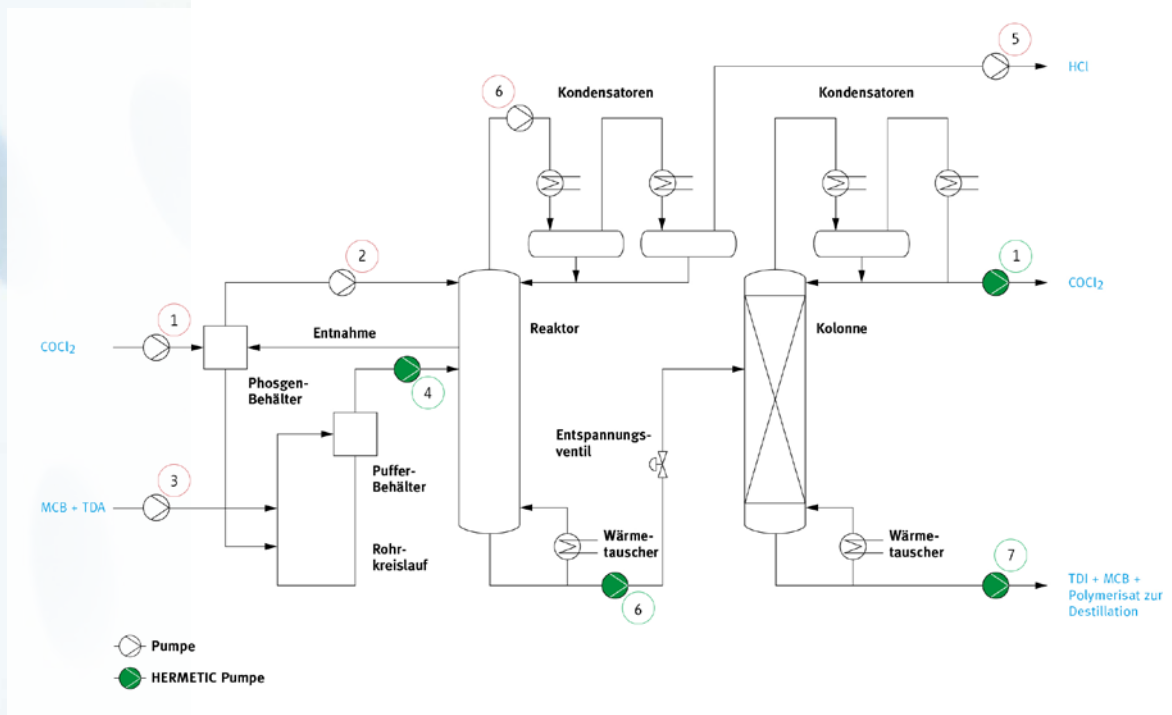 5
HCl
6
Kondensatoren
Kondensatoren
2
1
COCl2
1
COCl2
Entnahme
Reaktor
Kolonne
Phosgen-
Behälter
4
Entspannungs-
ventil
Puffer-
Behälter
3
MCB + TDA
Rohr-
kreislauf
Wärme-
tauscher
Wärme-
tauscher
6
7
TDI + MCB +
Polymerisat zur
Destillation
Pumpe
HERMETIC Pumpe